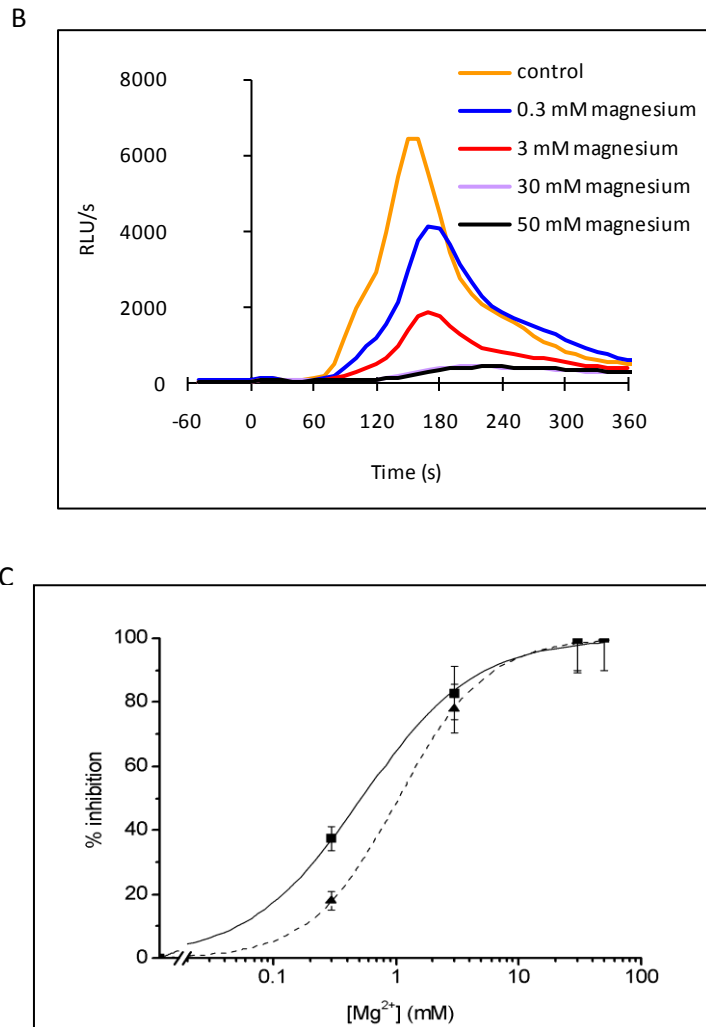 B
8000
6000
4000
2000
0
RLU/s
control
0.3 mM magnesium
3 mM magnesium
30 mM magnesium
50 mM magnesium
-60 0 60 120 180 240 300 360
Time (s)
C
100
80
60
40
20
0
% inhibition
0.1 1 10 100
[Mg²⁺] (mM)